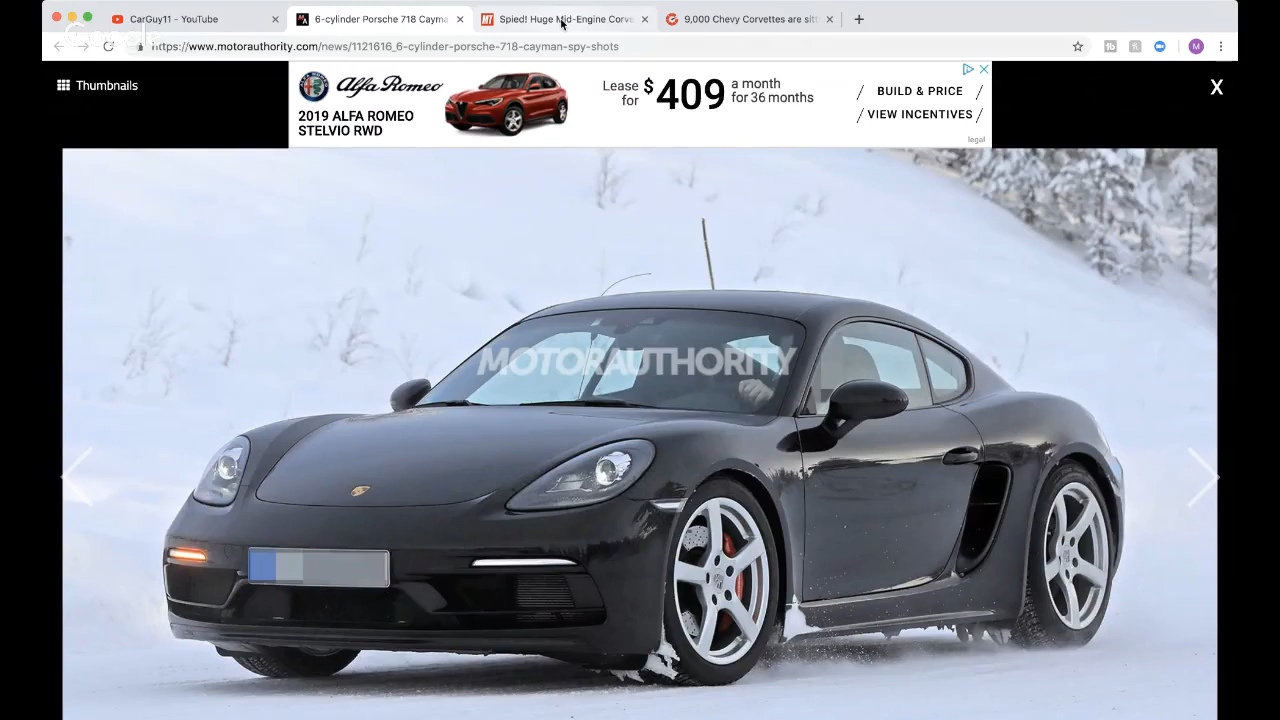 CarGuy11 - YouTube
6-cylinder Porsche 718 Cayma
Spied! Huge Mid-Engine Corve
9,000 Chevy Corvettes are sitt
Google
https://www.motorauthority.com/news/1121616_6-cylinder-porsche-718-cayman-spy-shots
Thumbnails
Alfa Romeo
2019 ALFA ROMEO
STELVIO RWD
Lease for $409 a month for 36 months
BUILD & PRICE
VIEW INCENTIVES
legal
X
MOTORAUTHORITY